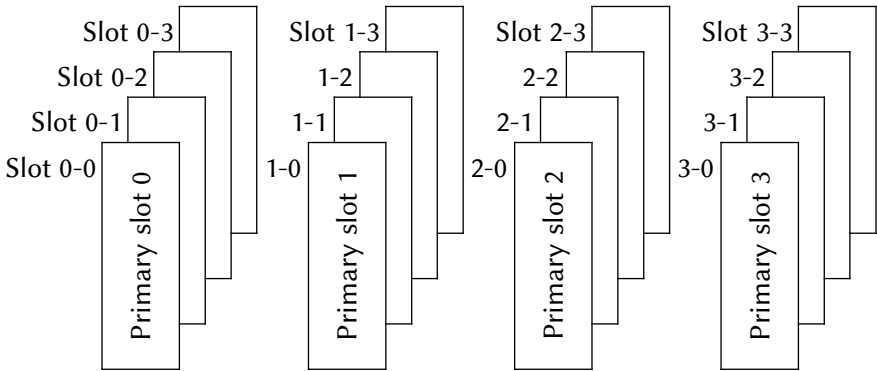 Slot 0-3 Slot 1-3 Slot 2-3 Slot 3-3
Slot 0-2 1-2 2-2 3-2
Slot 0-1 1-1 2-1 3-1
Slot 0-0 1-0 2-0 3-0
Primary slot 0
Primary slot 1
Primary slot 2
Primary slot 3